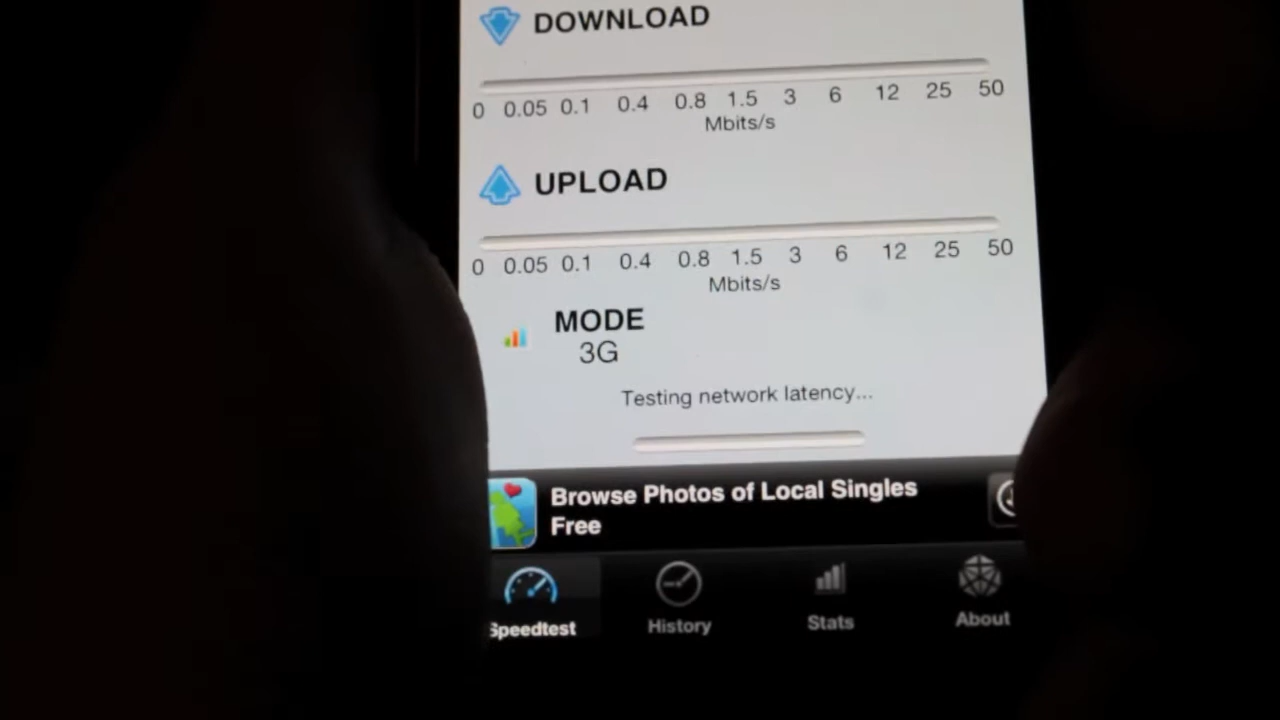 DOWNLOAD
0 0.05 0.1 0.4 0.8 1.5 3 6 12 25 50
Mbits/s
UPLOAD
0 0.05 0.1 0.4 0.8 1.5 3 6 12 25 50
Mbits/s
MODE
3G
Testing network latency...
Browse Photos of Local Singles
Free
Speedtest History Stats About